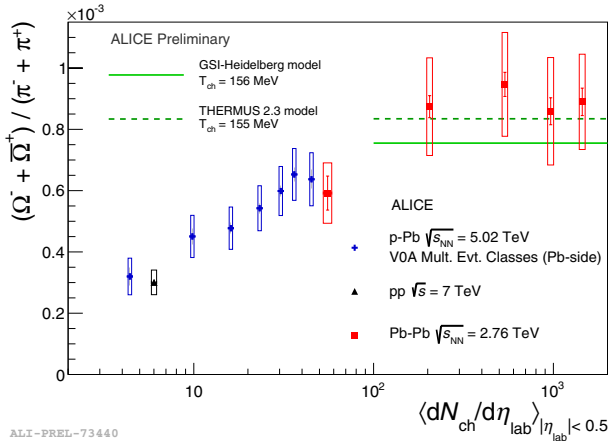 ×10⁻³
(Ω⁻ + Ω̅⁺) / (π⁻ + π⁺)
ALICE Preliminary
GSI-Heidelberg model
T_ch = 156 MeV
THERMUS 2.3 model
T_ch = 155 MeV
1
0.8
0.6
0.4
0.2
0
ALICE
p-Pb √s_NN = 5.02 TeV
V0A Mult. Evt. Classes (Pb-side)
pp √s = 7 TeV
Pb-Pb √s_NN = 2.76 TeV
10 10² 10³
⟨dN_ch/dη_lab⟩_|η_lab|< 0.5
ALI-PREL-73440